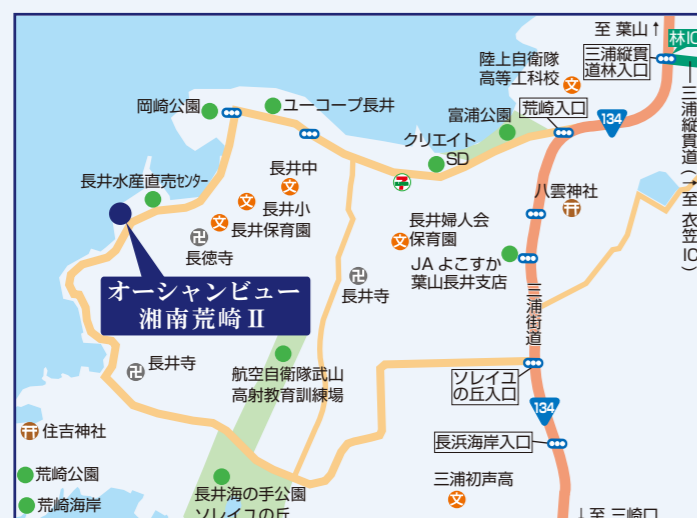 至 葉山↑
林IC
三浦縦貫
道林入口
陸上自衛隊
高等工科校
岡崎公園
ユーコープ長井
富浦公園
荒崎入口
134
三浦縦貫道(→至 衣笠IC)
クリエイト
SD
7
長井中
文
長井水産直売センター
長井小
文
長井保育園
文
八雲神社
長井婦人会
保育園
文
卍
長徳寺
JA よこすか
葉山長井支店
卍
長井寺
オーシャンビュー
湘南荒崎Ⅱ
三浦街道
卍
長井寺
航空自衛隊武山
高射教育訓練場
ソレイユ
の丘入口
134
住吉神社
長浜海岸入口
荒崎公園
三浦初声高
文
長井海の手公園
ソレイユの丘
荒崎海岸
↓至 三崎口